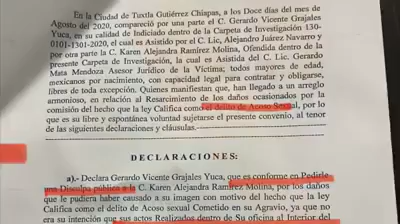 En la Ciudad de Tuxtla Gutiérrez Chiapas, a los Doce días del mes de
Agosto del 2020, compareció por una parte el C. Gerardo Vicente Grajales
Yuca, en su calidad de Indiciado dentro de la Carpeta de Investigación 130-
0101-1301-2020, el cual es Asistido por el C. Lic, Alejandro Juárez Navarro y
por otra parte la C. Karen Alejandra Ramírez Molina, Ofendida dentro de la
Presente Carpeta de Investigación, la cual es Asistida del C. Lic. Gerardo
Mata Mendoza Asesor Jurídico de la Víctima; todos mayores de edad,
mexicanos por nacimiento, con capacidad legal para contratar y obligarse,
libres de toda excepción. Quienes manifiestan, que han llegado a un arreglo
armonioso, en relación al Resarcimiento de los daños ocasionados por la
comisión del hecho que la ley Califica como el delito de Acoso Sexual, por lo
que es su libre y espontánea voluntad sujetarse el presente convenio, al tenor
de las siguientes declaraciones y cláusulas.
DECLARACIONES:
a).- Declara Gerardo Vicente Grajales Yuca, que es conforme en Pedirle
una Disculpa pública a la C. Karen Alejandra Ramírez Molina, por los daños
que le pudiera haber causado a su imagen con motivo del hecho que la ley
Califica como el delito de Acoso sexual Cometido en su Agravio, ya que no
era su intención que sus actos Realizados dentro de Su oficina al Interior del